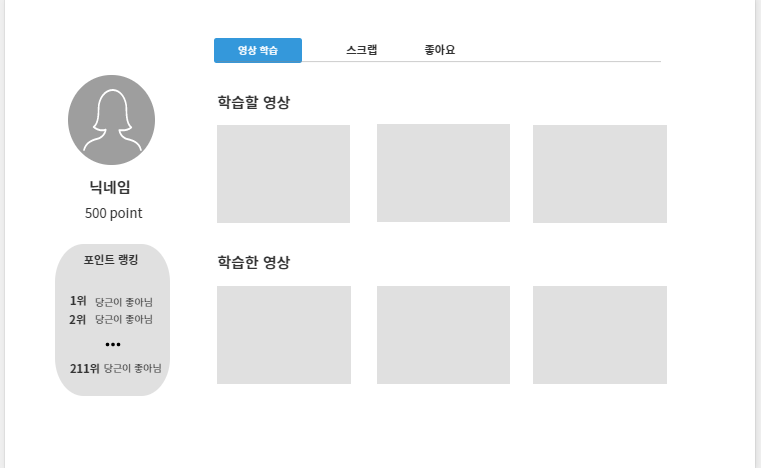 영상 학습 스크랩 좋아요
학습할 영상
닉네임
500 point
포인트 랭킹
1위 당근이 좋아님
2위 당근이 좋아님
•••
211위 당근이 좋아님
학습한 영상